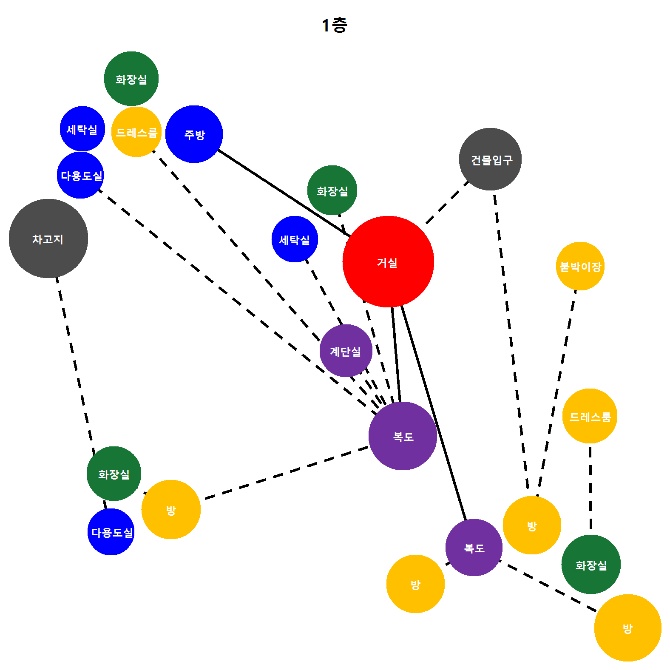 1층
화장실
세탁실
드레스룸
주방
다용도실
건물입구
화장실
차고지
세탁실
거실
붙박이장
계단실
드레스룸
복도
화장실
방
다용도실
방
복도
화장실
방
방